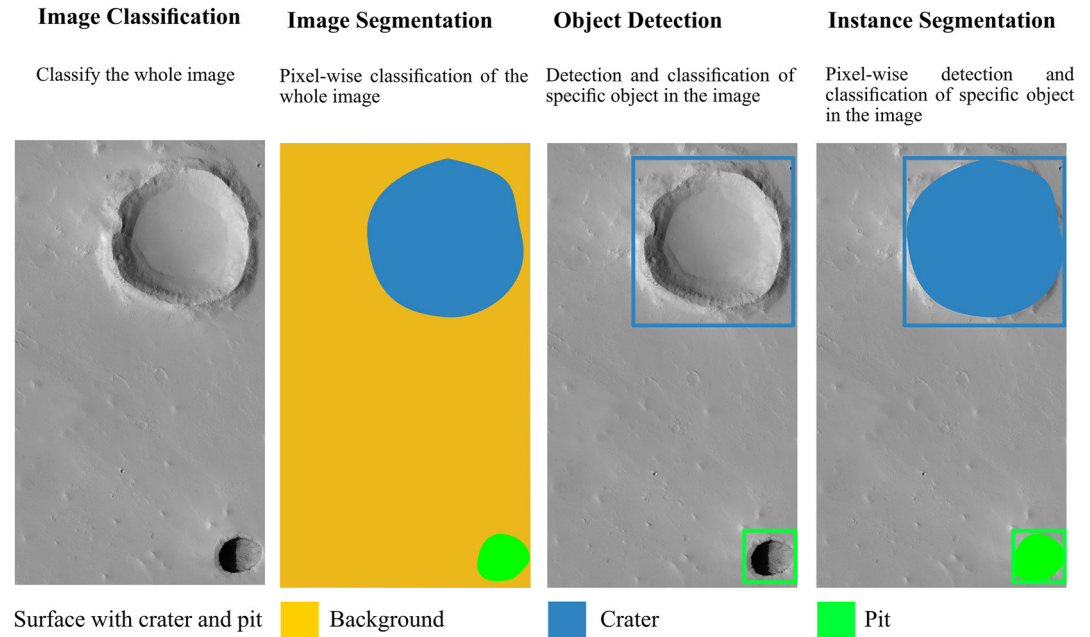 Image Classification
Classify the whole image
Image Segmentation
Pixel-wise classification of the
whole image
Object Detection
Detection and classification of
specific object in the image
Instance Segmentation
Pixel-wise detection and
classification of specific object
in the image
Surface with crater and pit
Background
Crater
Pit